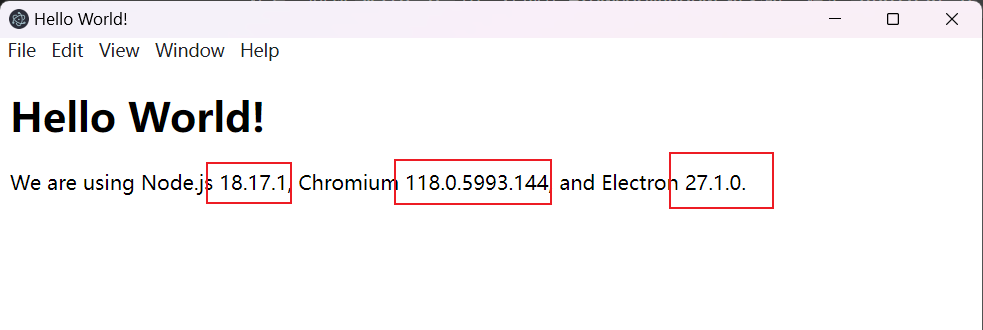 Hello World!
File Edit View Window Help
Hello World!
We are using Node.js 18.17.1, Chromium 118.0.5993.144, and Electron 27.1.0.